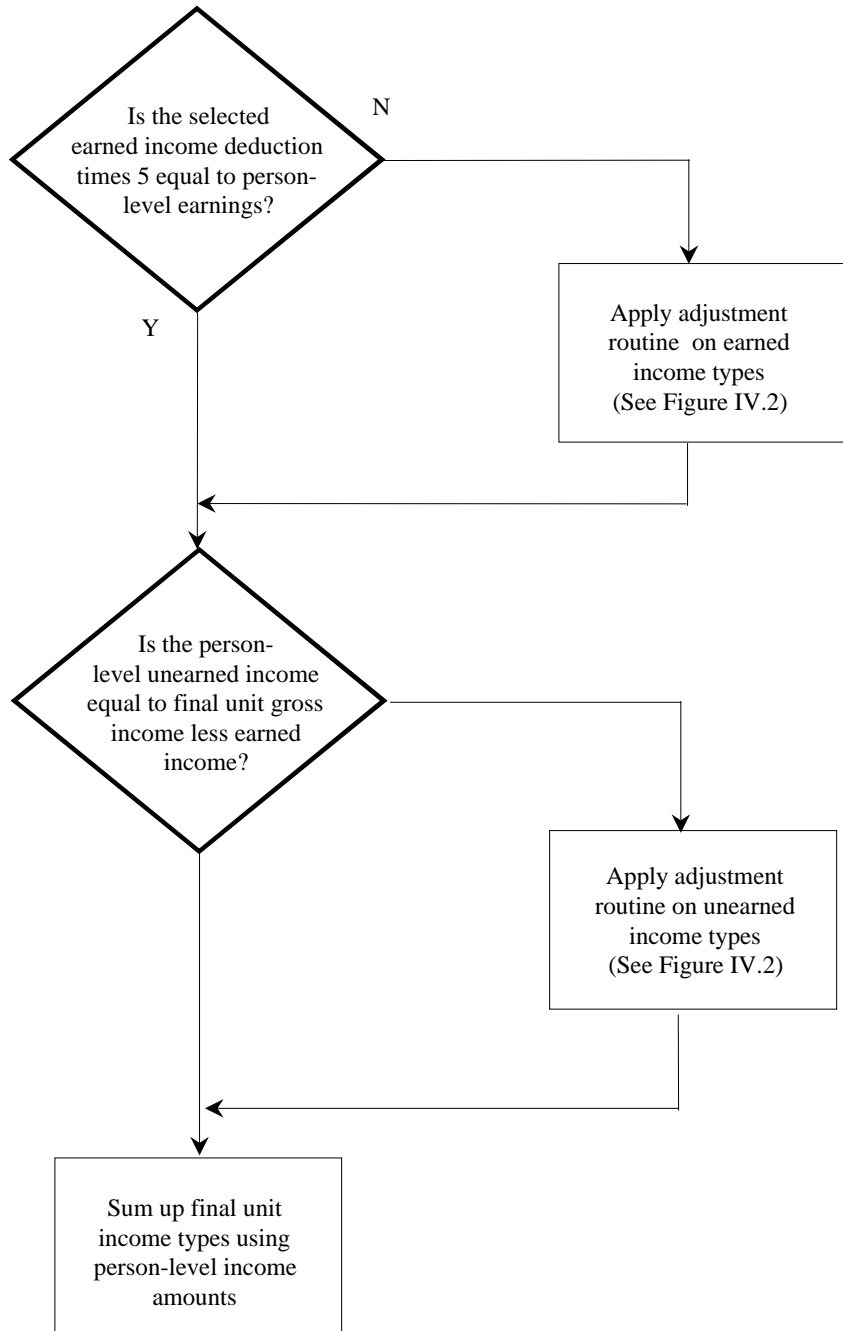 Is the selected
earned income deduction
times 5 equal to person-
level earnings?
N
Y
Apply adjustment
routine on earned
income types
(See Figure IV.2)
Is the person-
level unearned income
equal to final unit gross
income less earned
income?
Apply adjustment
routine on unearned
income types
(See Figure IV.2)
Sum up final unit
income types using
person-level income
amounts